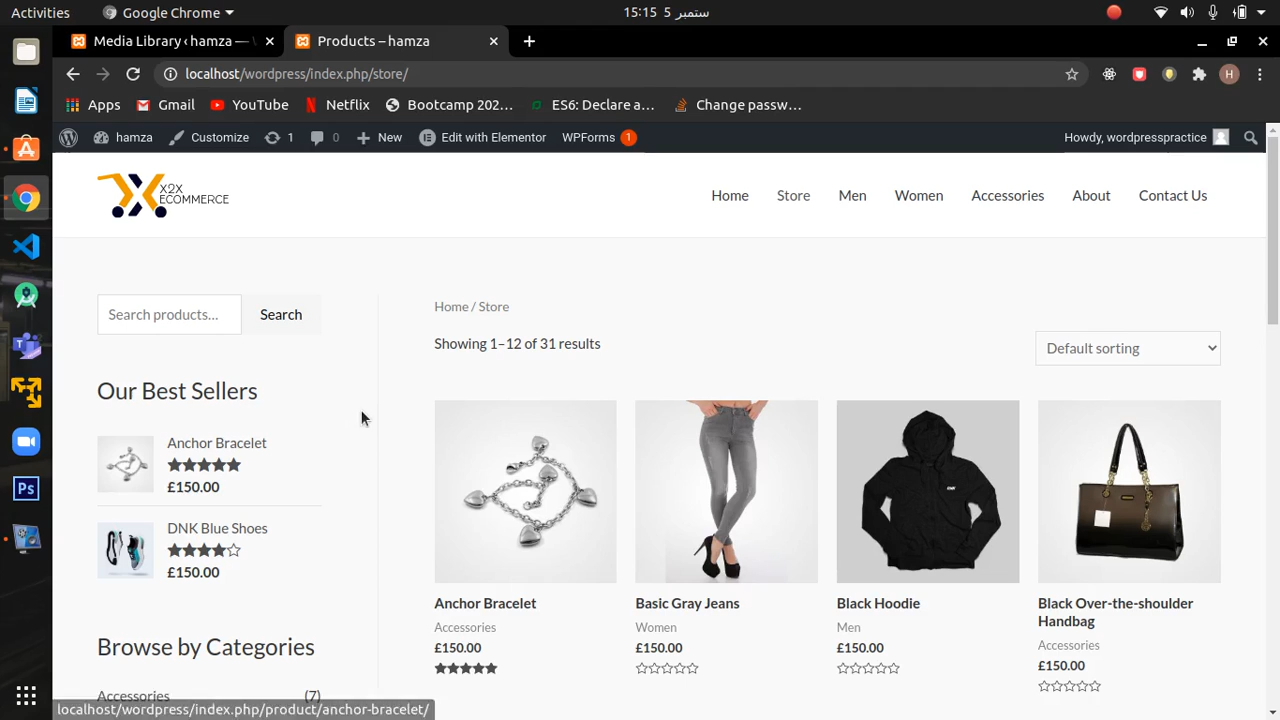 Activities
Google Chrome
15:15 5 ستمبر
Media Library ‹ hamza —
Products – hamza
localhost/wordpress/index.php/store/
H
Apps
Gmail
YouTube
Netflix
Bootcamp 202...
ES6: Declare a...
Change passw...
hamza
Customize
1
0
New
Edit with Elementor
WPForms 1
Howdy, wordpresspractice
X2X
ECOMMERCE
Home
Store
Men
Women
Accessories
About
Contact Us
Search products...
Search
Home / Store
Showing 1–12 of 31 results
Default sorting
Our Best Sellers
Anchor Bracelet
£150.00
DNK Blue Shoes
£150.00
Browse by Categories
Accessories (7)
Anchor Bracelet
Accessories
£150.00
Basic Gray Jeans
Women
£150.00
DNK
Black Hoodie
Men
£150.00
Black Over-the-shoulder
Handbag
Accessories
£150.00
Ps
localhost/wordpress/index.php/product/anchor-bracelet/